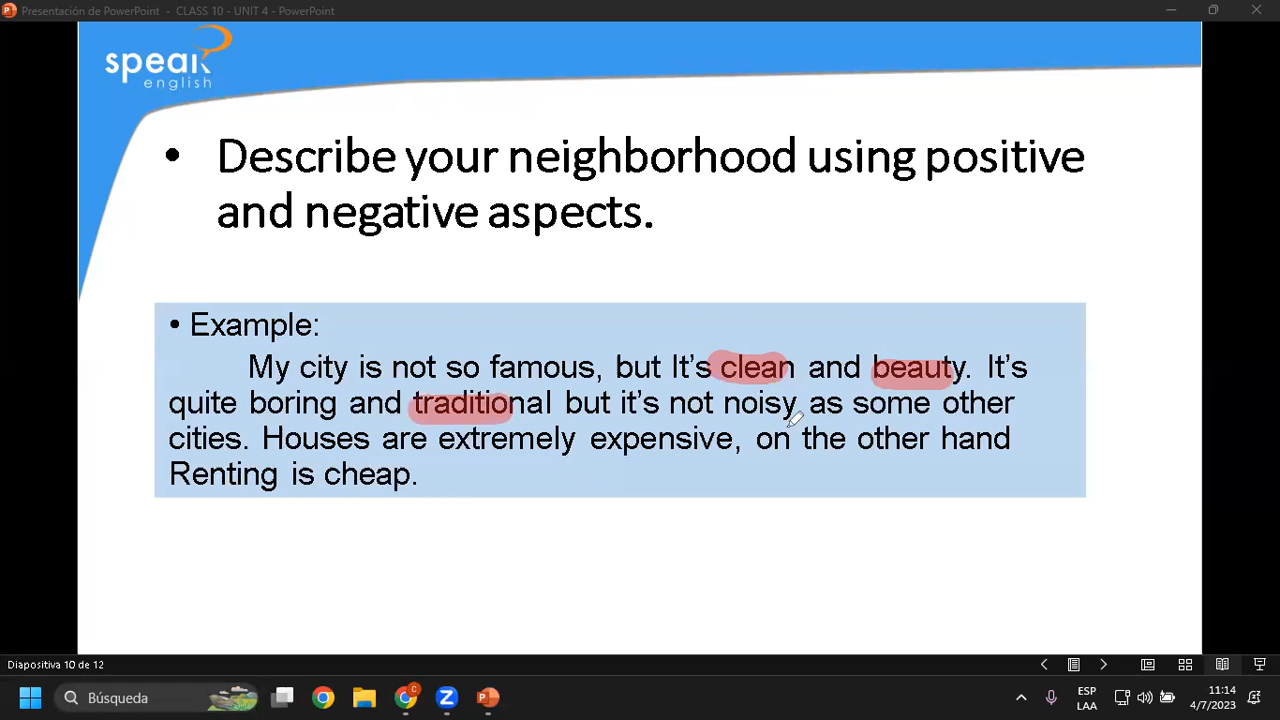 Presentación de PowerPoint - CLASS 10 - UNIT 4 - PowerPoint
speak
english
• Describe your neighborhood using positive
and negative aspects.
• Example:
My city is not so famous, but It's clean and beauty. It's
quite boring and traditional but it's not noisy as some other
cities. Houses are extremely expensive, on the other hand
Renting is cheap.
Diapositiva 10 de 12
Búsqueda
ESP
LAA
11:14
4/7/2023